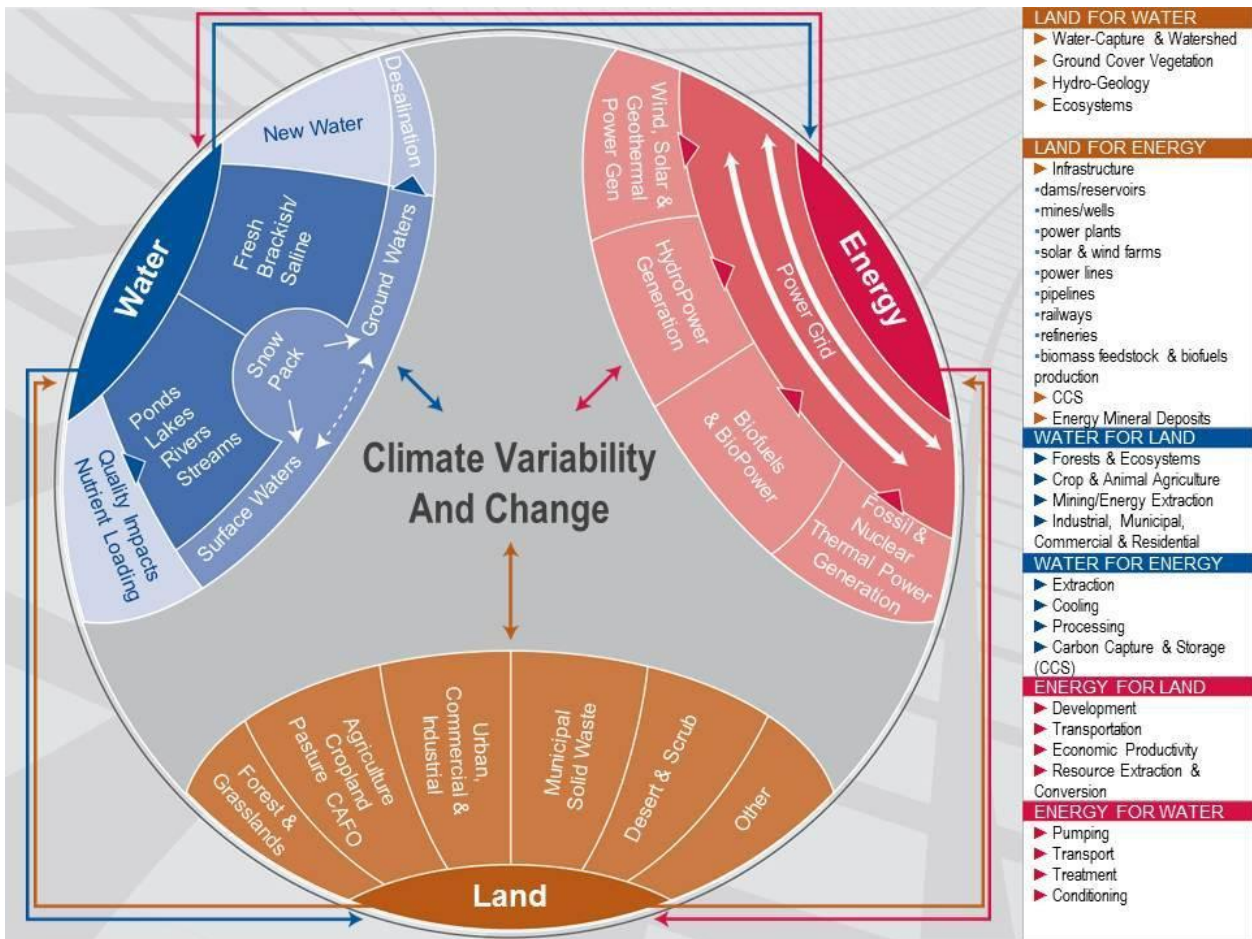 New Water
Desalination
Water
Fresh
Brackish/
Saline
Ground Waters
Snow
Pack
Ponds
Lakes
Rivers
Streams
Surface Waters
Quality Impacts
Nutrient Loading
Wind, Solar &
Geothermal
Power Gen
HydroPower
Generation
Biofuels
& BioPower
Fossil &
Nuclear
Thermal Power
Generation
Power Grid
Energy
Climate Variability
And Change
Forest &
Grasslands
Agriculture
Cropland
Pasture CAFO
Urban,
Commercial &
Industrial
Municipal
Solid Waste
Desert & Scrub
Other
Land
LAND FOR WATER
► Water-Capture & Watershed
► Ground Cover Vegetation
► Hydro-Geology
► Ecosystems
LAND FOR ENERGY
► Infrastructure
▪dams/reservoirs
▪mines/wells
▪power plants
▪solar & wind farms
▪power lines
▪pipelines
▪railways
▪refineries
▪biomass feedstock & biofuels
production
► CCS
► Energy Mineral Deposits
WATER FOR LAND
► Forests & Ecosystems
► Crop & Animal Agriculture
► Mining/Energy Extraction
► Industrial, Municipal,
Commercial & Residential
WATER FOR ENERGY
► Extraction
► Cooling
► Processing
► Carbon Capture & Storage
(CCS)
ENERGY FOR LAND
► Development
► Transportation
► Economic Productivity
► Resource Extraction &
Conversion
ENERGY FOR WATER
► Pumping
► Transport
► Treatment
► Conditioning